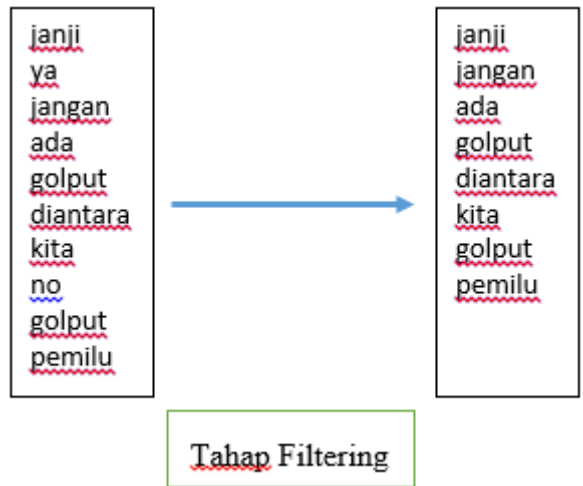 janji
ya
jangan
ada
golput
diantara
kita
no
golput
pemilu
janji
jangan
ada
golput
diantara
kita
golput
pemilu
Tahap Filtering